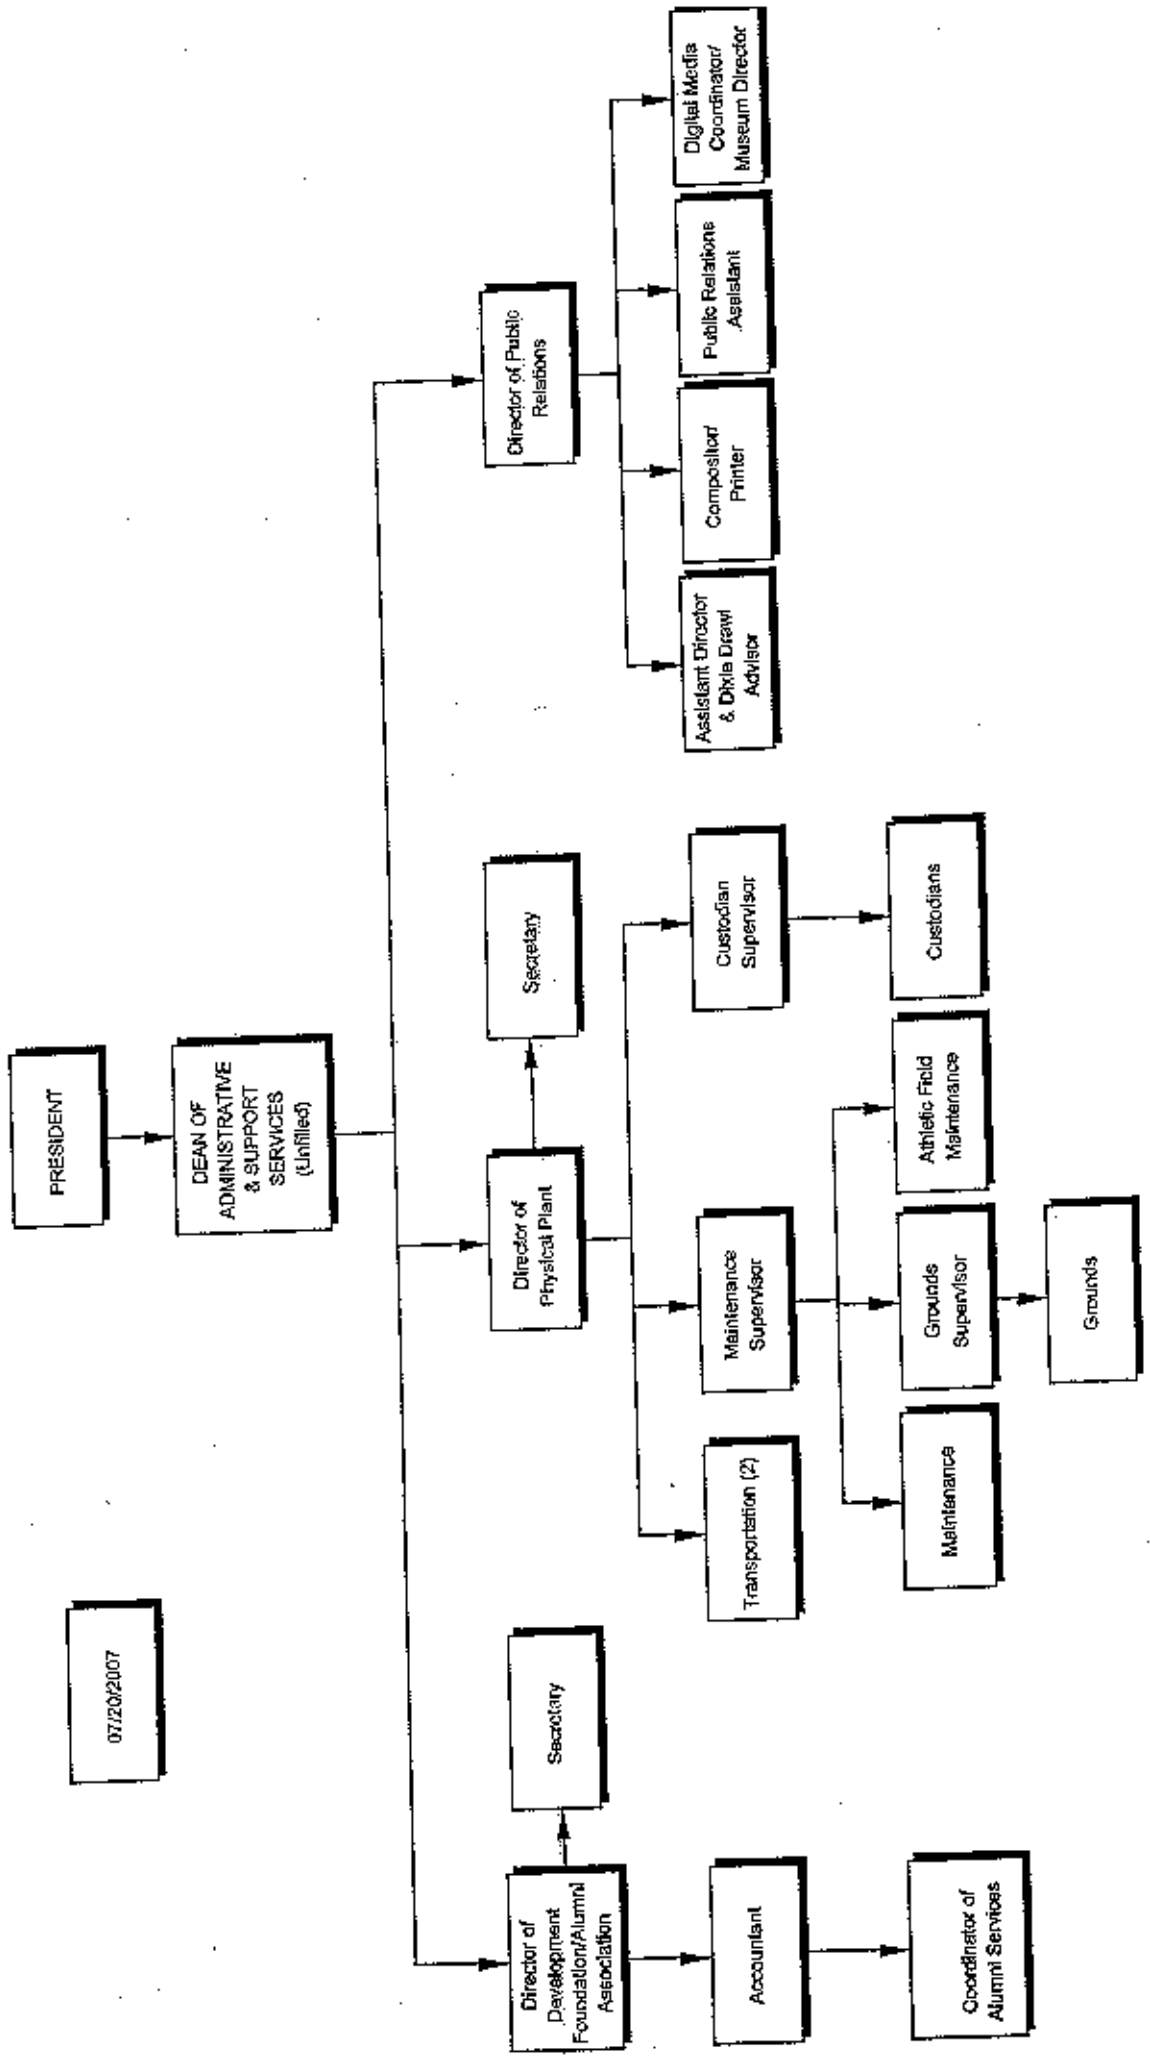 07/20/2007
PRESIDENT
DEAN OF
ADMINISTRATIVE
& SUPPORT
SERVICES
(Unfilled)
Director of
Development
Foundation/Alumni
Association
Secretary
Director of
Physical Plant
Secretary
Director of Public
Relations
Accountant
Transportation (2)
Maintenance
Supervisor
Custodian
Supervisor
Assistant Director
& Dixie Drawl
Advisor
Compositor/
Printer
Public Relations
Assistant
Digital Media
Coordinator/
Museum Director
Coordinator of
Alumni Services
Maintenance
Grounds
Supervisor
Athletic Field
Maintenance
Custodians
Grounds